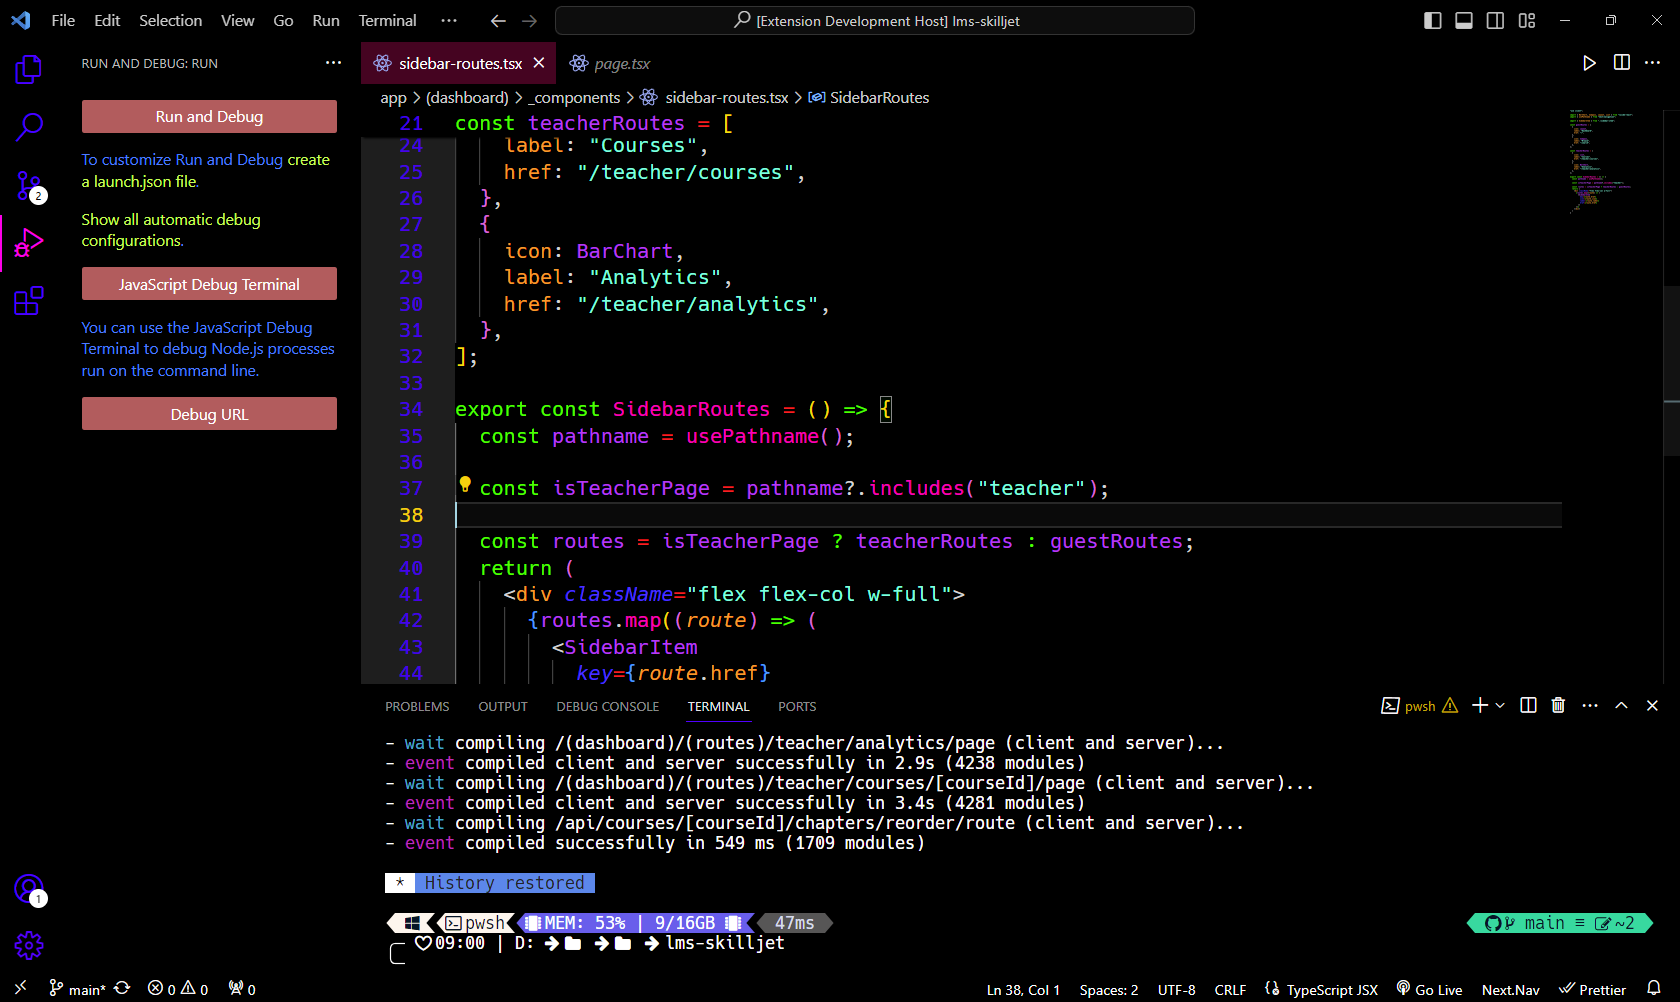 File Edit Selection View Go Run Terminal ··· [Extension Development Host] lms-skilljet
RUN AND DEBUG: RUN ···
Run and Debug
To customize Run and Debug create
a launch.json file.
Show all automatic debug
configurations.
JavaScript Debug Terminal
You can use the JavaScript Debug
Terminal to debug Node.js processes
run on the command line.
Debug URL
2
1
sidebar-routes.tsx page.tsx
app > (dashboard) > _components > sidebar-routes.tsx > SidebarRoutes
21 const teacherRoutes = [
24 label: "Courses",
25 href: "/teacher/courses",
26 },
27 {
28 icon: BarChart,
29 label: "Analytics",
30 href: "/teacher/analytics",
31 },
32 ];
33
34 export const SidebarRoutes = () => {
35 const pathname = usePathname();
36
37 const isTeacherPage = pathname?.includes("teacher");
38
39 const routes = isTeacherPage ? teacherRoutes : guestRoutes;
40 return (
41 <div className="flex flex-col w-full">
42 {routes.map((route) => (
43 <SidebarItem
44 key={route.href}
PROBLEMS OUTPUT DEBUG CONSOLE TERMINAL PORTS pwsh ···
- wait compiling /(dashboard)/(routes)/teacher/analytics/page (client and server)...
- event compiled client and server successfully in 2.9s (4238 modules)
- wait compiling /(dashboard)/(routes)/teacher/courses/[courseId]/page (client and server)...
- event compiled client and server successfully in 3.4s (4281 modules)
- wait compiling /api/courses/[courseId]/chapters/reorder/route (client and server)...
- event compiled successfully in 549 ms (1709 modules)
* History restored
pwsh MEM: 53% | 9/16GB 47ms main ≡ ~2
09:00 | D: lms-skilljet
main* 0 0 0 Ln 38, Col 1 Spaces: 2 UTF-8 CRLF TypeScript JSX Go Live Next.Nav Prettier